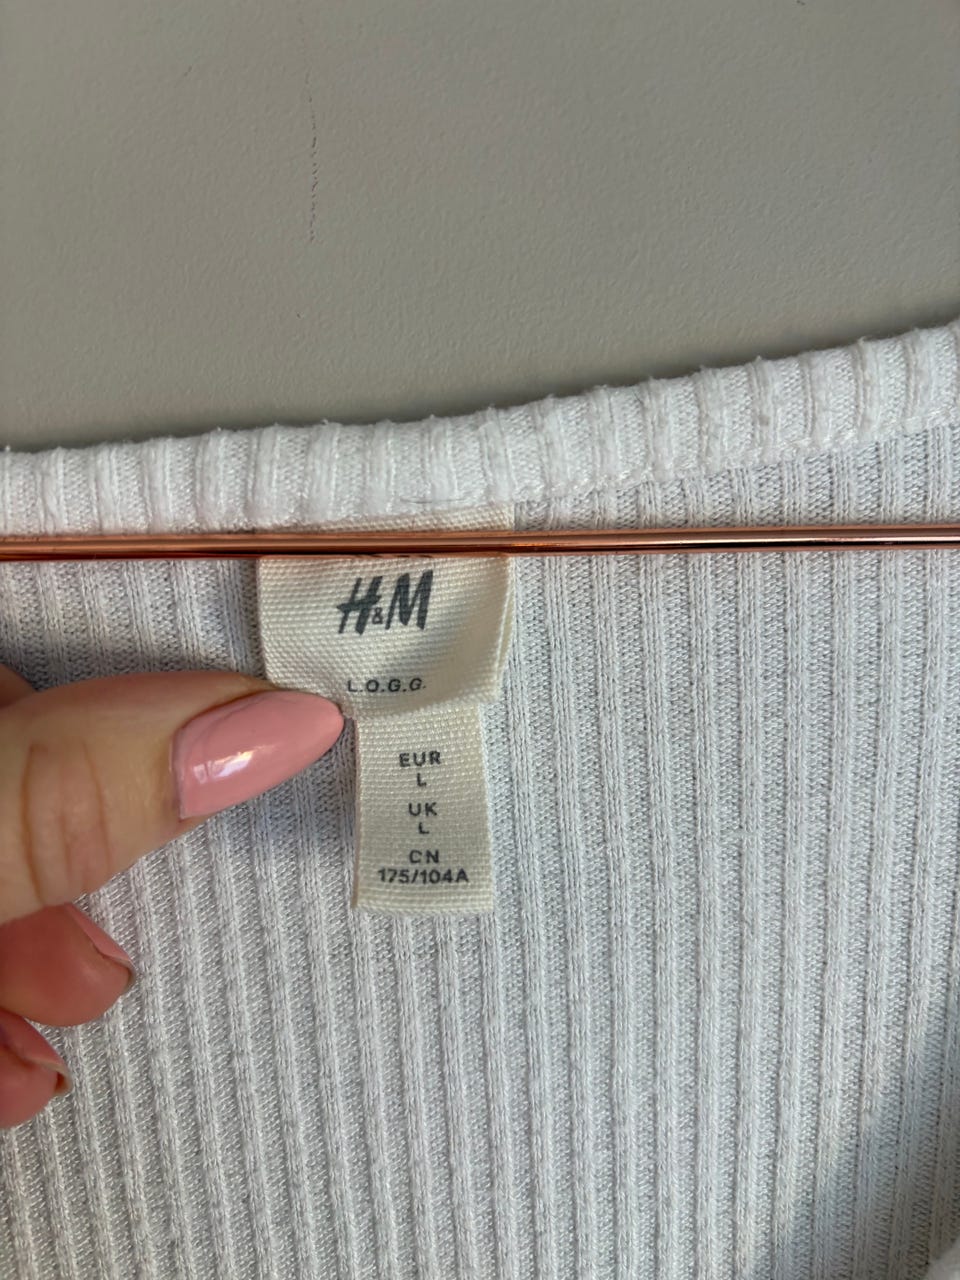 H&M
L.O.G.G.
EUR
L
UK
L
CN
175/104A